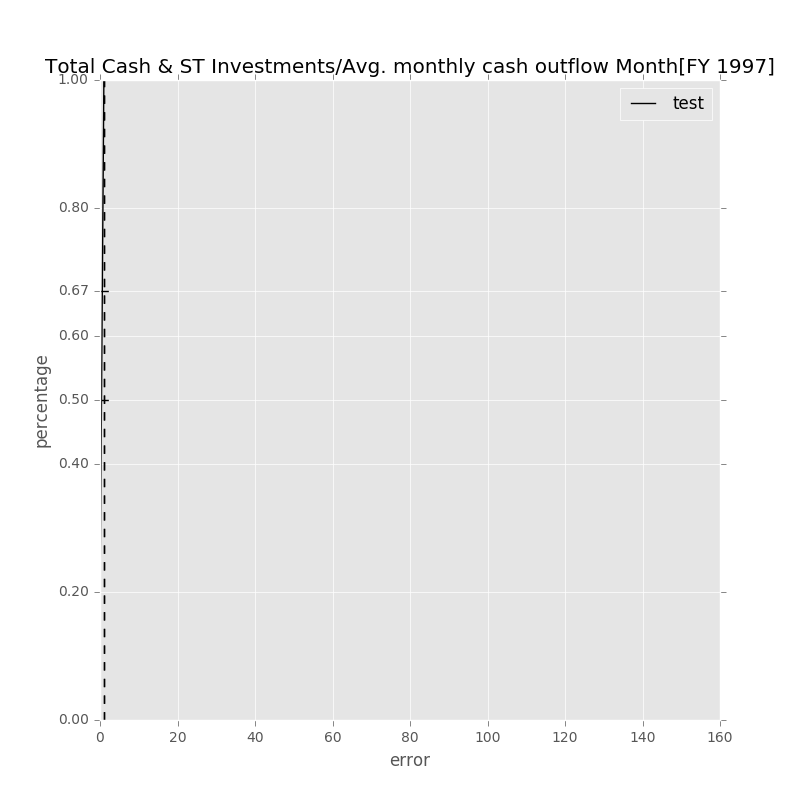 Total Cash & ST Investments/Avg. monthly cash outflow Month[FY 1997]
1.00
test
0.80
0.67
0.60
percentage
0.50
0.40
0.20
0.00
0 20 40 60 80 100 120 140 160
error